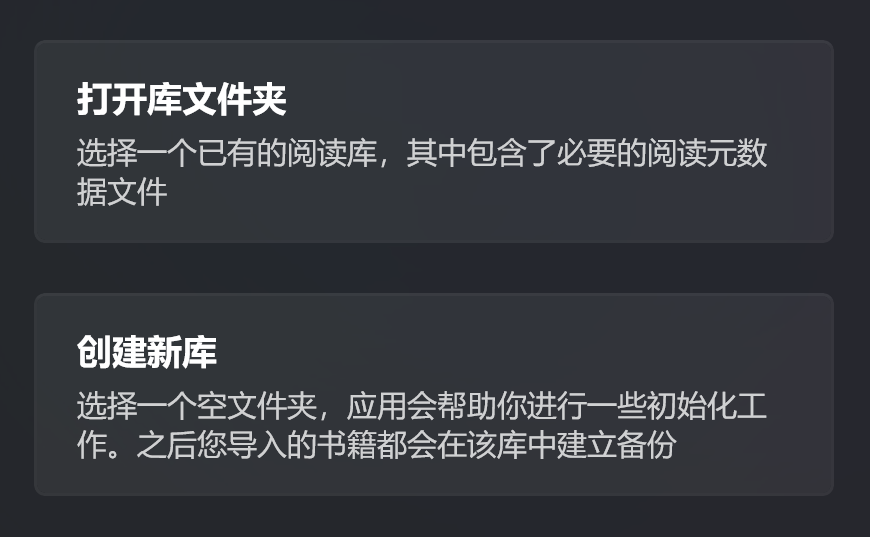 打开库文件夹
选择一个已有的阅读库，其中包含了必要的阅读元数
据文件
创建新库
选择一个空文件夹，应用会帮助你进行一些初始化工
作。之后您导入的书籍都会在该库中建立备份